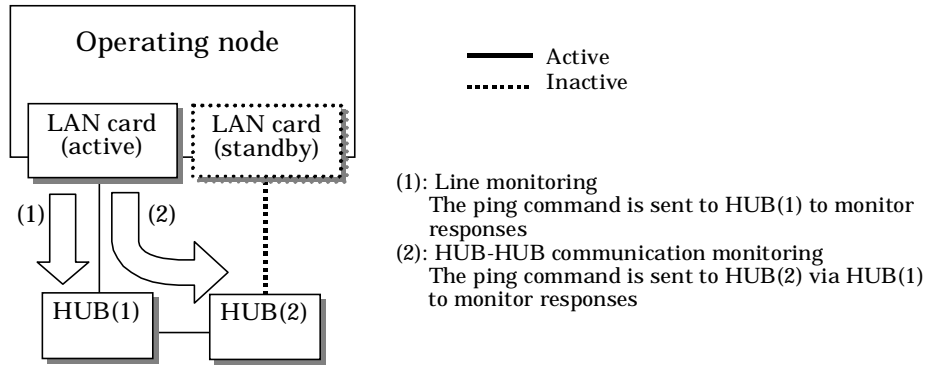 Operating node
Active
Inactive
LAN card
(active)
LAN card
(standby)
(1)
(2)
HUB(1)
HUB(2)
(1): Line monitoring
The ping command is sent to HUB(1) to monitor
responses
(2): HUB-HUB communication monitoring
The ping command is sent to HUB(2) via HUB(1)
to monitor responses